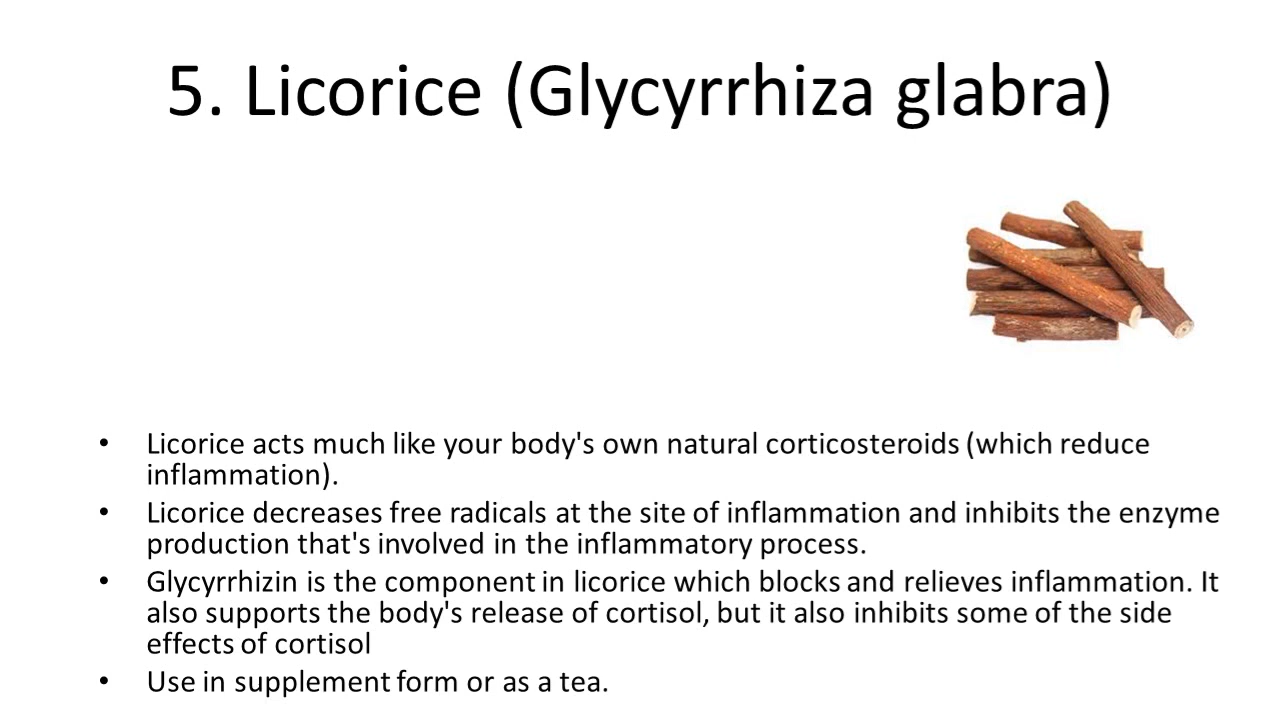 5. Licorice (Glycyrrhiza glabra)
• Licorice acts much like your body's own natural corticosteroids (which reduce
inflammation).
• Licorice decreases free radicals at the site of inflammation and inhibits the enzyme
production that's involved in the inflammatory process.
• Glycyrrhizin is the component in licorice which blocks and relieves inflammation. It
also supports the body's release of cortisol, but it also inhibits some of the side
effects of cortisol
• Use in supplement form or as a tea.